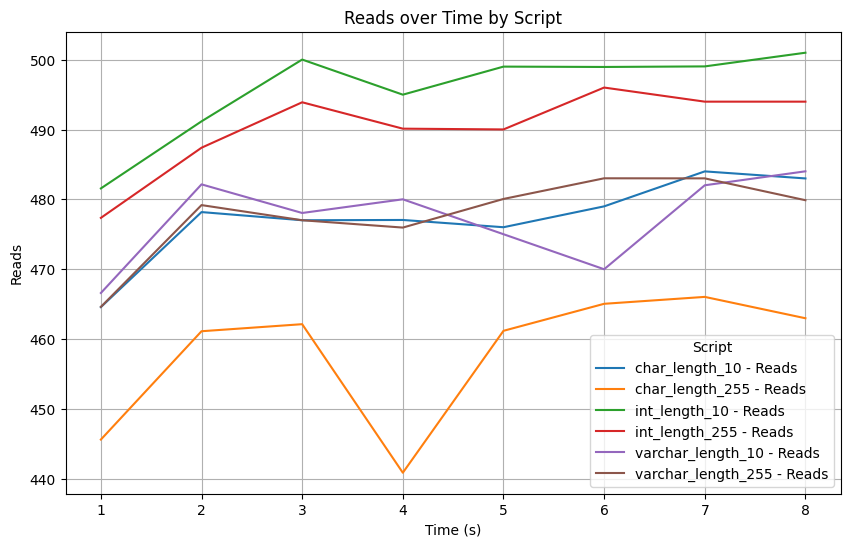 Reads over Time by Script
500
490
480
470
460
450
440
Reads
1 2 3 4 5 6 7 8
Time (s)
Script
char_length_10 - Reads
char_length_255 - Reads
int_length_10 - Reads
int_length_255 - Reads
varchar_length_10 - Reads
varchar_length_255 - Reads